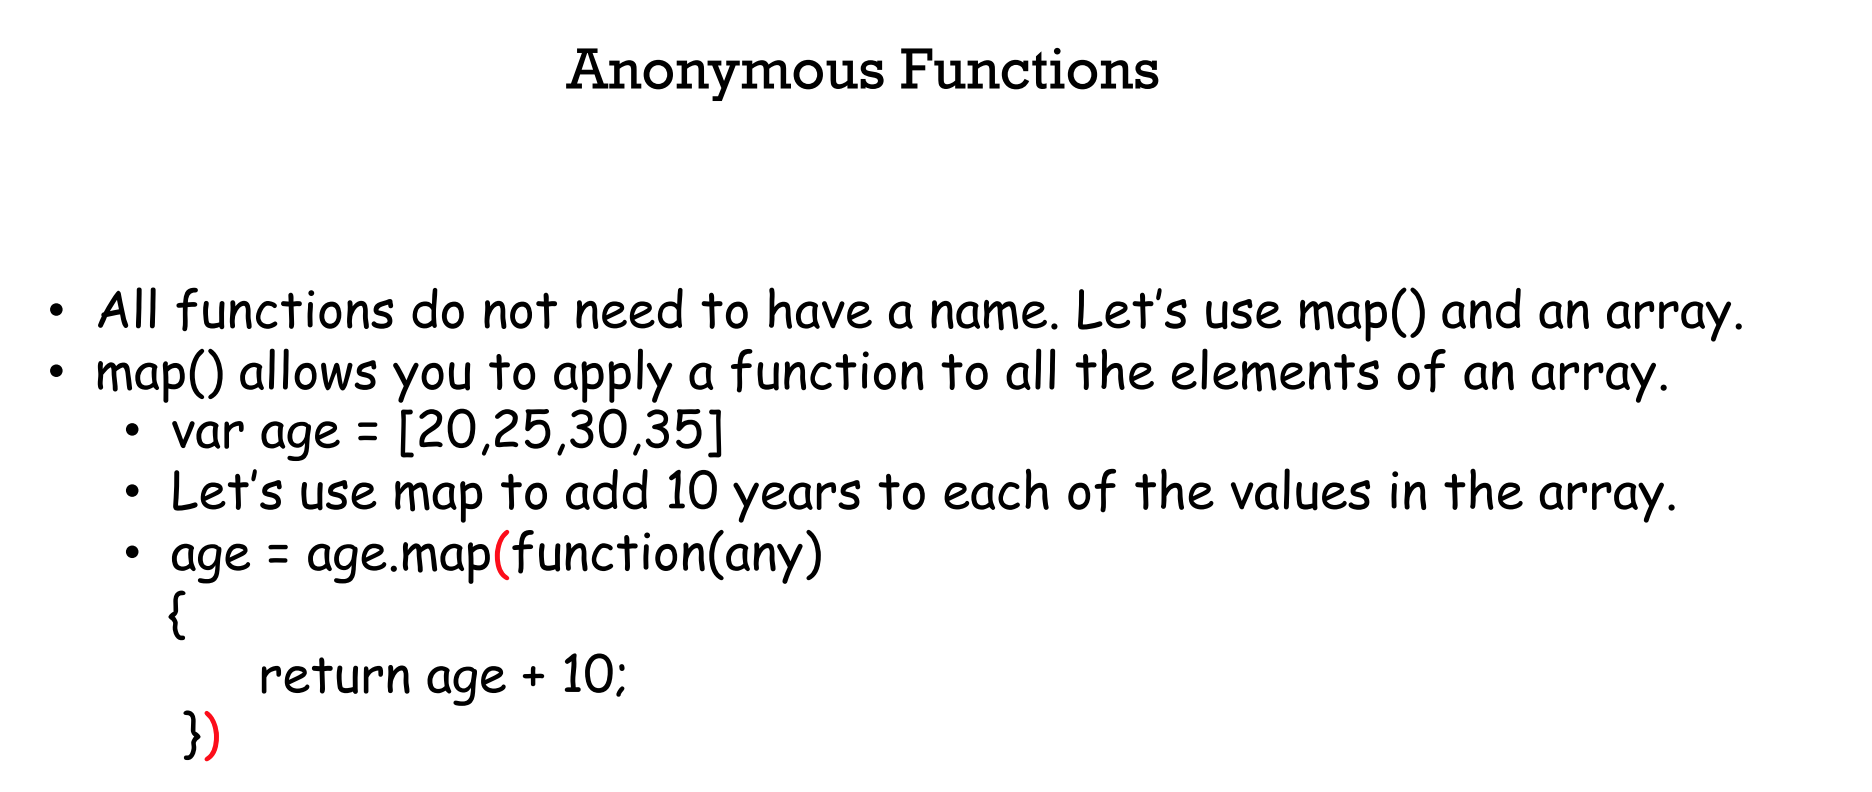 Anonymous Functions
• All functions do not need to have a name. Let’s use map() and an array.
• map() allows you to apply a function to all the elements of an array.
• var age = [20,25,30,35]
• Let’s use map to add 10 years to each of the values in the array.
• age = age.map(function(any)
{
return age + 10;
})